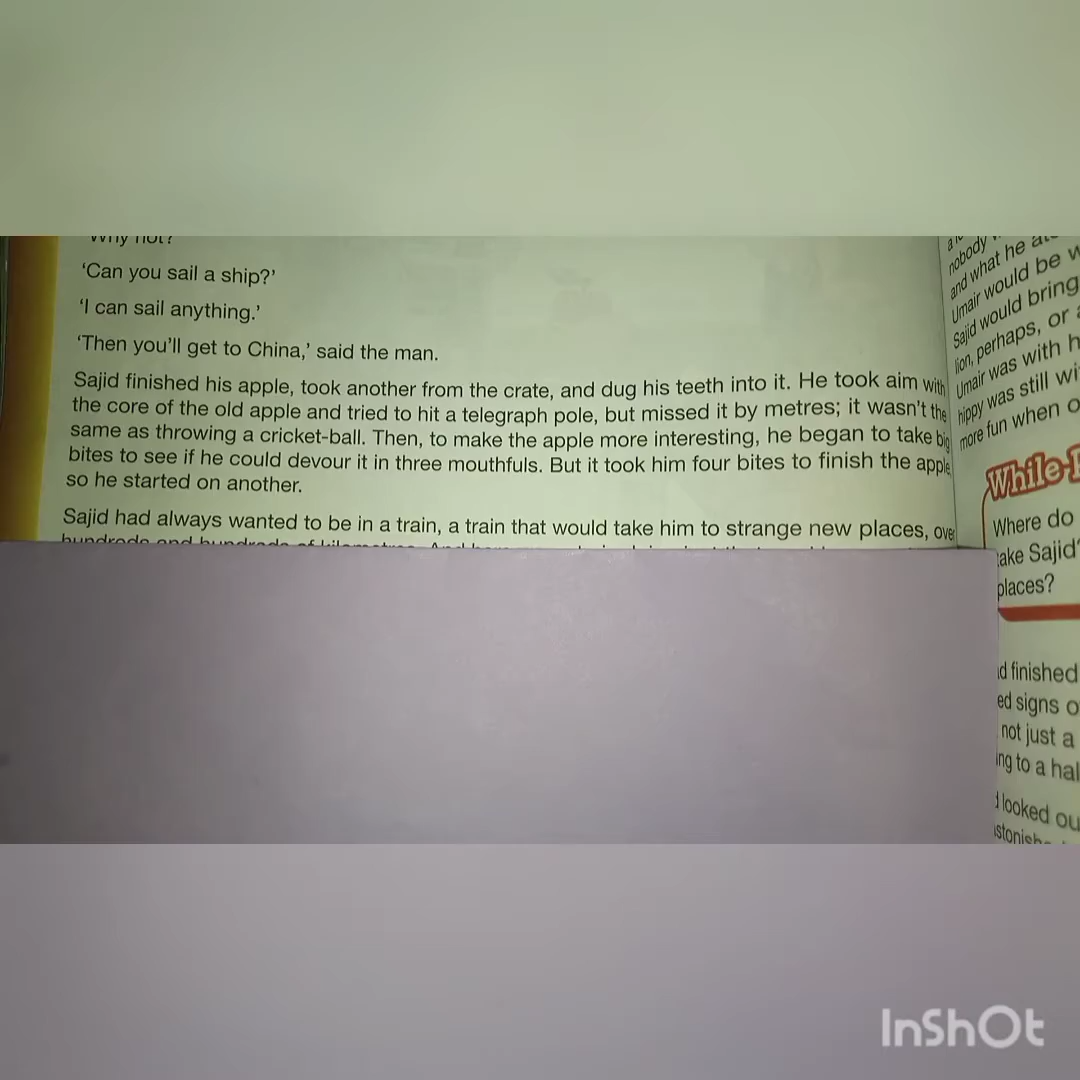 Why not?
‘Can you sail a ship?’
‘I can sail anything.’
‘Then you’ll get to China,’ said the man.
Sajid finished his apple, took another from the crate, and dug his teeth into it. He took aim with
the core of the old apple and tried to hit a telegraph pole, but missed it by metres; it wasn’t the
same as throwing a cricket-ball. Then, to make the apple more interesting, he began to take big
bites to see if he could devour it in three mouthfuls. But it took him four bites to finish the apple
so he started on another.
Sajid had always wanted to be in a train, a train that would take him to strange new places, over
hundreds and hundreds of kilometres.
nobody
and what he
Umair would be
Sajid would bring
lion, perhaps, or
Umair was with
hippy was still
more fun when
While
Where do
take Sajid
places?
finished
ed signs
not just a
ing to a
looked
InShOt